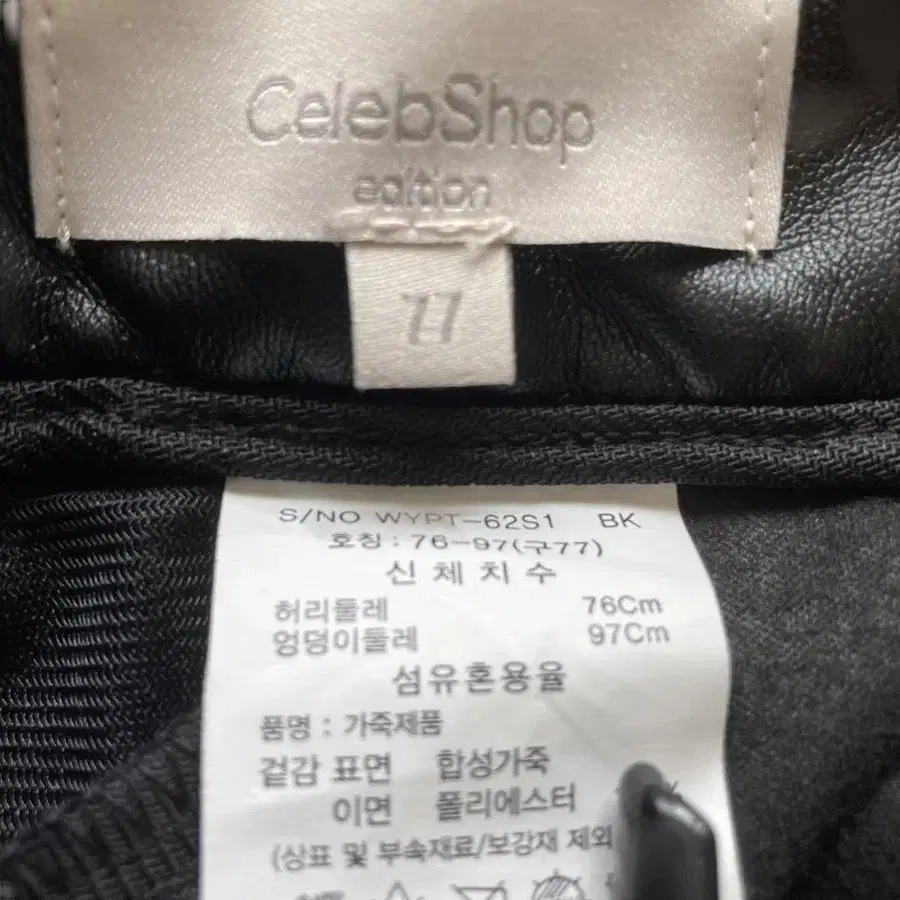 CelebShop
edition
77
S/NO WYPT-62S1 BK
호칭 : 76-97(구77)
신 체 치 수
허리둘레 76Cm
엉덩이둘레 97Cm
섬유혼용율
품명 : 가죽제품
겉감 표면 합성가죽
이면 폴리에스터
(상표 및 부속재료/보강재 제외